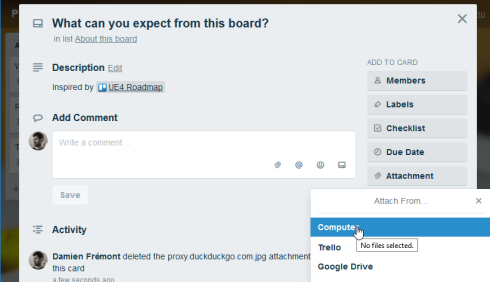 What can you expect from this board?
in list About this board
Description Edit
Inspired by UE4 Roadmap
Add Comment
Write a comment...
Save
Activity
Damien Frémont deleted the proxy.duckduckgo.com.jpg attachment
this card
a few seconds ago
ADD TO CARD
Members
Labels
Checklist
Due Date
Attachment
Attach From...
Computer
No files selected.
Trello
Google Drive